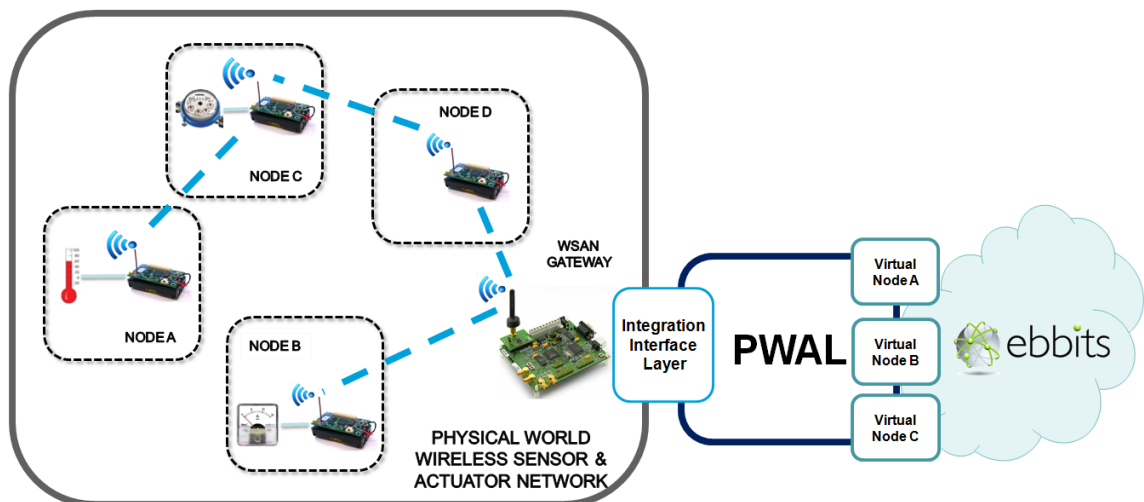 NODE C
NODE D
NODE A
NODE B
WSAN
GATEWAY
PHYSICAL WORLD
WIRELESS SENSOR &
ACTUATOR NETWORK
Integration
Interface
Layer
PWAL
Virtual
Node A
Virtual
Node B
Virtual
Node C
ebbits